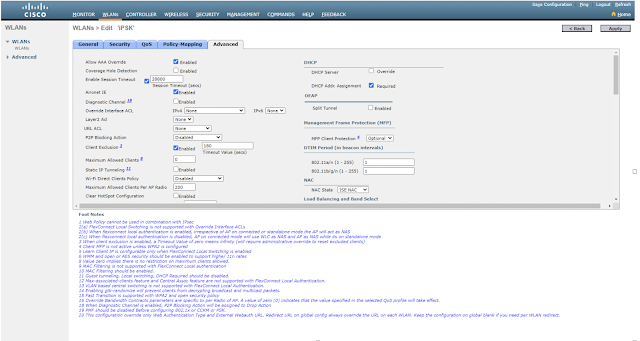 Save Configuration Ping Logout Refresh
CISCO
MONITOR WLANs CONTROLLER WIRELESS SECURITY MANAGEMENT COMMANDS HELP FEEDBACK
Home
WLANs
WLANs > Edit 'iPSK'
< Back
Apply
WLANs
WLANs
Advanced
General Security QoS Policy-Mapping Advanced
Allow AAA Override Enabled
Coverage Hole Detection Enabled
Enable Session Timeout 28800
Session Timeout (secs)
Aironet IE Enabled
Diagnostic Channel 18 Enabled
Override Interface ACL IPv4 None IPv6 None
Layer2 Acl None
URL ACL None
P2P Blocking Action Disabled
Client Exclusion 3 Enabled 180
Timeout Value (secs)
Maximum Allowed Clients 8 0
Static IP Tunneling 11 Enabled
Wi-Fi Direct Clients Policy Disabled
Maximum Allowed Clients Per AP Radio 200
Clear HotSpot Configuration Enabled
DHCP
DHCP Server Override
DHCP Addr. Assignment Required
OEAP
Split Tunnel Enabled
Management Frame Protection (MFP)
MFP Client Protection 4 Optional
DTIM Period (in beacon intervals)
802.11a/n (1 - 255) 1
802.11b/g/n (1 - 255) 1
NAC
NAC State ISE NAC
Load Balancing and Band Select
Foot Notes
1 Web Policy cannot be used in combination with IPsec
2(a) FlexConnect Local Switching is not supported with Override Interface ACLs
2(b) When flexconnect local authentication is enabled, irrespective of AP on connected or standalone mode the AP will act as NAS
2(c) When flexconnect local authentication is disabled, AP on connected mode will use WLC as NAS and AP as NAS while its on standalone mode
3 When client exclusion is enabled, a Timeout Value of zero means infinity (will require administrative override to reset excluded clients)
4 Client MFP is not active unless WPA2 is configured
5 Learn Client IP is configurable only when FlexConnect Local Switching is enabled
6 WMM and open or AES security should be enabled to support higher 11n rates
8 Value zero implies there is no restriction on maximum clients allowed.
9 MAC Filtering is not supported with FlexConnect Local authentication
10 MAC Filtering should be enabled.
11 Guest tunneling, Local switching, DHCP Required should be disabled.
12 Max-associated-clients feature and Central Assoc feature are not supported with FlexConnect Local Authentication.
13 VLAN based central switching is not supported with FlexConnect Local Authentication.
14 Enabling gtk-randomize will prevent clients from decrypting broadcast and multicast packets.
15 Fast Transition is supported with WPA2 and open security policy
16 Override Bandwidth Contracts parameters are specific to per Radio of AP. A value of zero (0) indicates that the value specified in the selected QoS profile will take effect.
18 When Diagnostic Channel is enabled, P2P Blocking Action will be assigned to Drop Action
19 PMF should be disabled Before configuring 802.1x or CCKM or PSK.
20 This configuration override only Web Authentication Type and External Webauth URL. Redirect URL on global config always override the URL on each WLAN. Keep the configuration on global blank if you need per WLAN redirect.